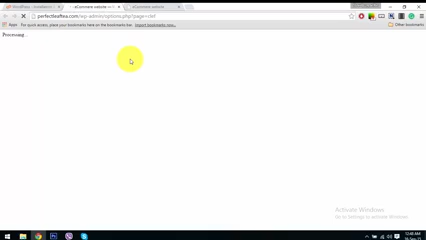 eCommerce website
eCommerce website
perfectleaftea.com/wp-admin/options.php?page=def
Apps For quick access, place your bookmarks here on the bookmarks bar. Import bookmarks now...
Other bookmarks
Processing...
Activate Windows
Go to Settings to activate Windows.
12:46 AM